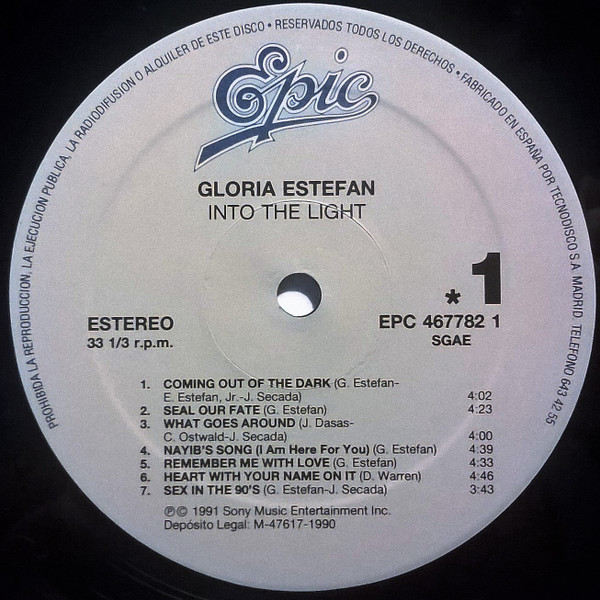 PROHIBIDA LA REPRODUCCION, LA EJECUCION PUBLICA, LA RADIODIFUSION O ALQUILER DE ESTE DISCO • RESERVADOS TODOS LOS DERECHOS • FABRICADO EN ESPAÑA POR TECNODISCO S.A. MADRID. TELEFONO 643 42 55
Epic
GLORIA ESTEFAN
INTO THE LIGHT
* 1
ESTEREO
EPC 467782 1
33 1/3 r.p.m.
SGAE
1. COMING OUT OF THE DARK (G. Estefan-
E. Estefan, Jr.-J. Secada) 4:02
2. SEAL OUR FATE (G. Estefan) 4:23
3. WHAT GOES AROUND (J. Dasas-
C. Ostwald-J. Secada) 4:00
4. NAYIB'S SONG (I Am Here For You) (G. Estefan) 4:39
5. REMEMBER ME WITH LOVE (G. Estefan) 4:33
6. HEART WITH YOUR NAME ON IT (D. Warren) 4:46
7. SEX IN THE 90'S (G. Estefan-J. Secada) 3:43
℗© 1991 Sony Music Entertainment Inc.
Depósito Legal: M-47617-1990